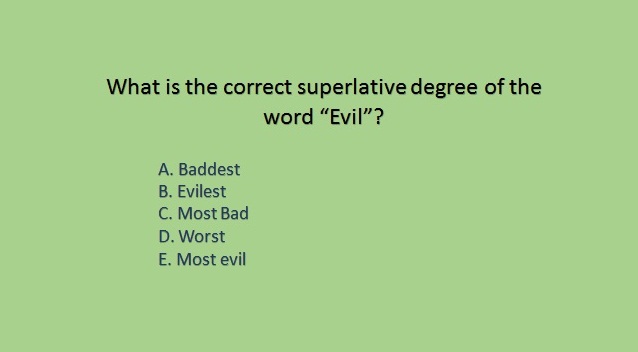 What is the correct superlative degree of the
word “Evil”?
A. Baddest
B. Evilest
C. Most Bad
D. Worst
E. Most evil